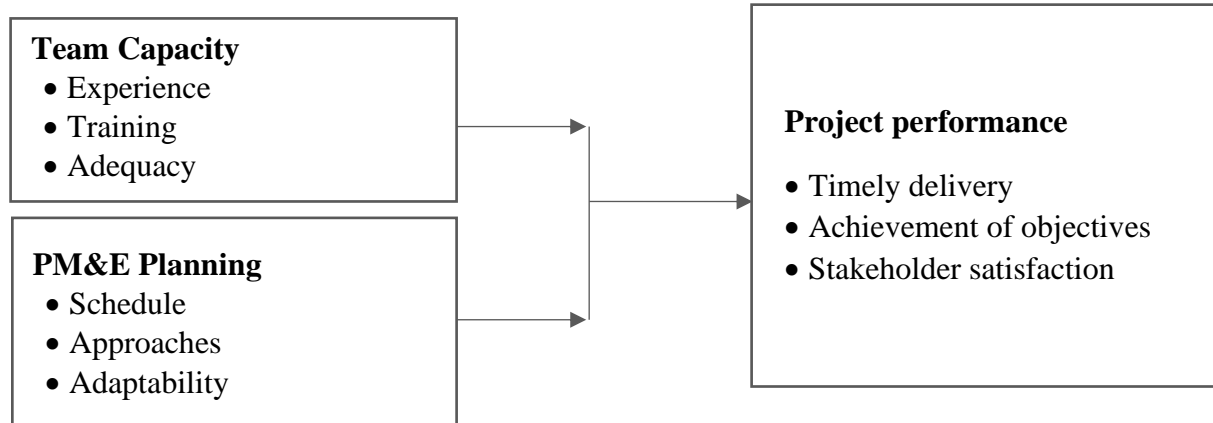 Team Capacity
• Experience
• Training
• Adequacy
PM&E Planning
• Schedule
• Approaches
• Adaptability
Project performance
• Timely delivery
• Achievement of objectives
• Stakeholder satisfaction